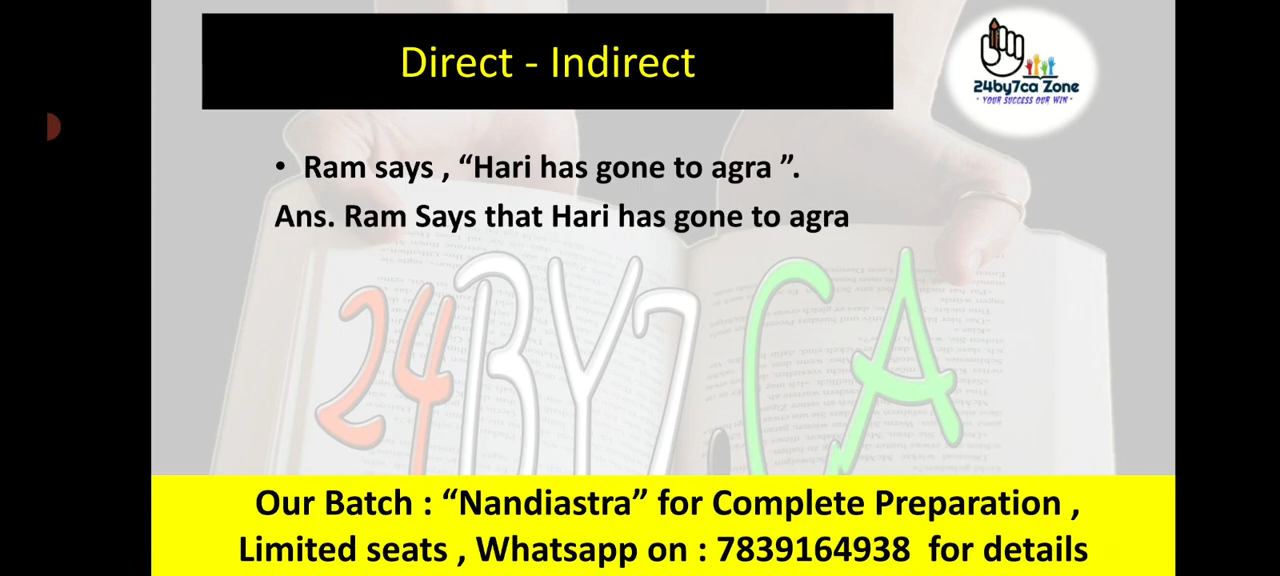 Direct - Indirect
24by7ca Zone
- YOUR SUCCESS OUR WIN -
• Ram says , “Hari has gone to agra ”.
Ans. Ram Says that Hari has gone to agra
24BY7.CA
Our Batch : “Nandiastra” for Complete Preparation ,
Limited seats , Whatsapp on : 7839164938 for details